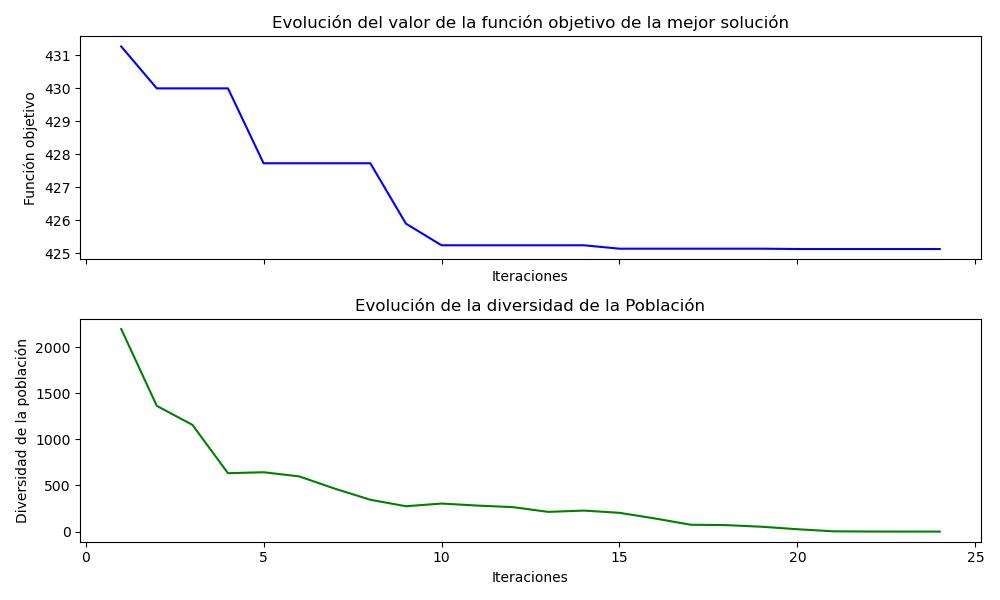 Evolución del valor de la función objetivo de la mejor solución
Función objetivo
431
430
429
428
427
426
425
Iteraciones
Evolución de la diversidad de la Población
Diversidad de la población
2000
1500
1000
500
0
0 5 10 15 20 25
Iteraciones